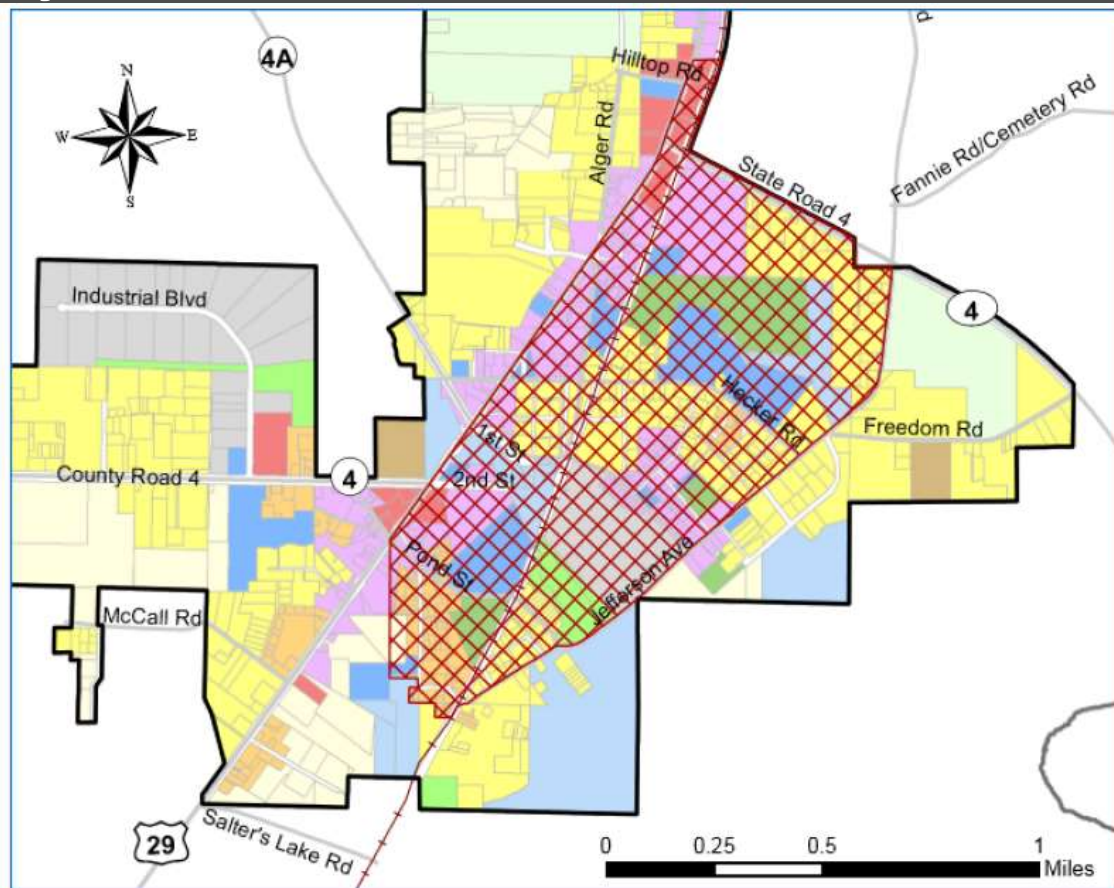 4A
Hilltop Rd
N
W
E
S
Alger Rd
Fannie Rd/Cemetery Rd
State Road 4
Industrial Blvd
4
Hecker Rd
Freedom Rd
1st St
County Road 4
4
2nd St
Pond St
Jefferson Ave
McCall Rd
Salter's Lake Rd
29
0 0.25 0.5 1
Miles